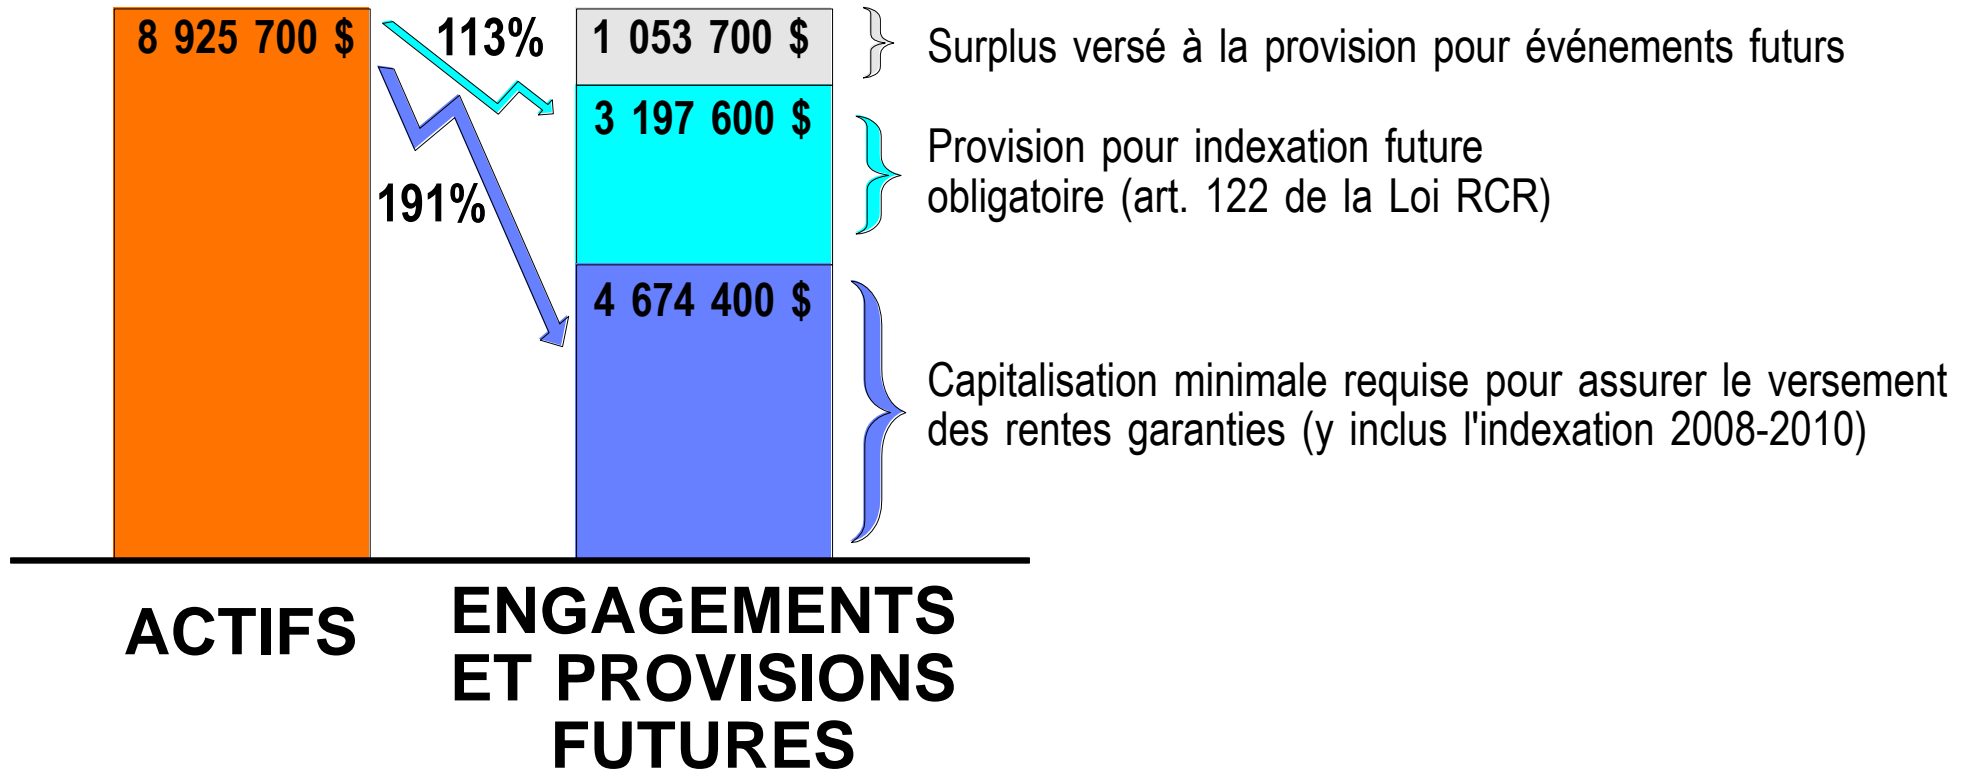 8 925 700 $
113%
1 053 700 $
Surplus versé à la provision pour événements futurs
3 197 600 $
Provision pour indexation future
obligatoire (art. 122 de la Loi RCR)
191%
4 674 400 $
Capitalisation minimale requise pour assurer le versement
des rentes garanties (y inclus l'indexation 2008-2010)
ACTIFS
ENGAGEMENTS
ET PROVISIONS
FUTURES